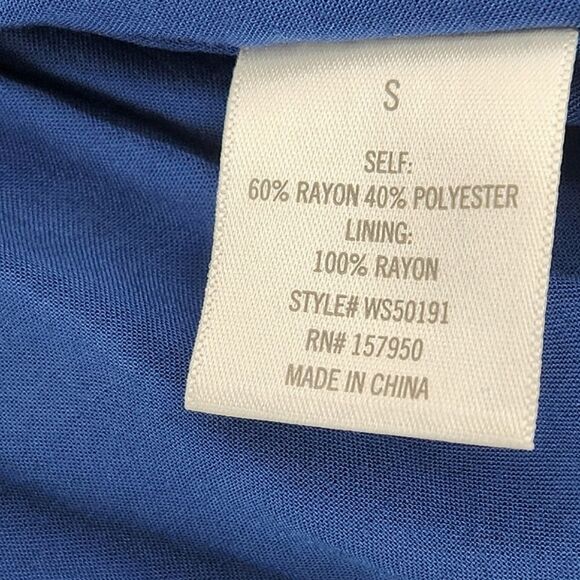 S
SELF:
60% RAYON 40% POLYESTER
LINING:
100% RAYON
STYLE# WS50191
RN# 157950
MADE IN CHINA